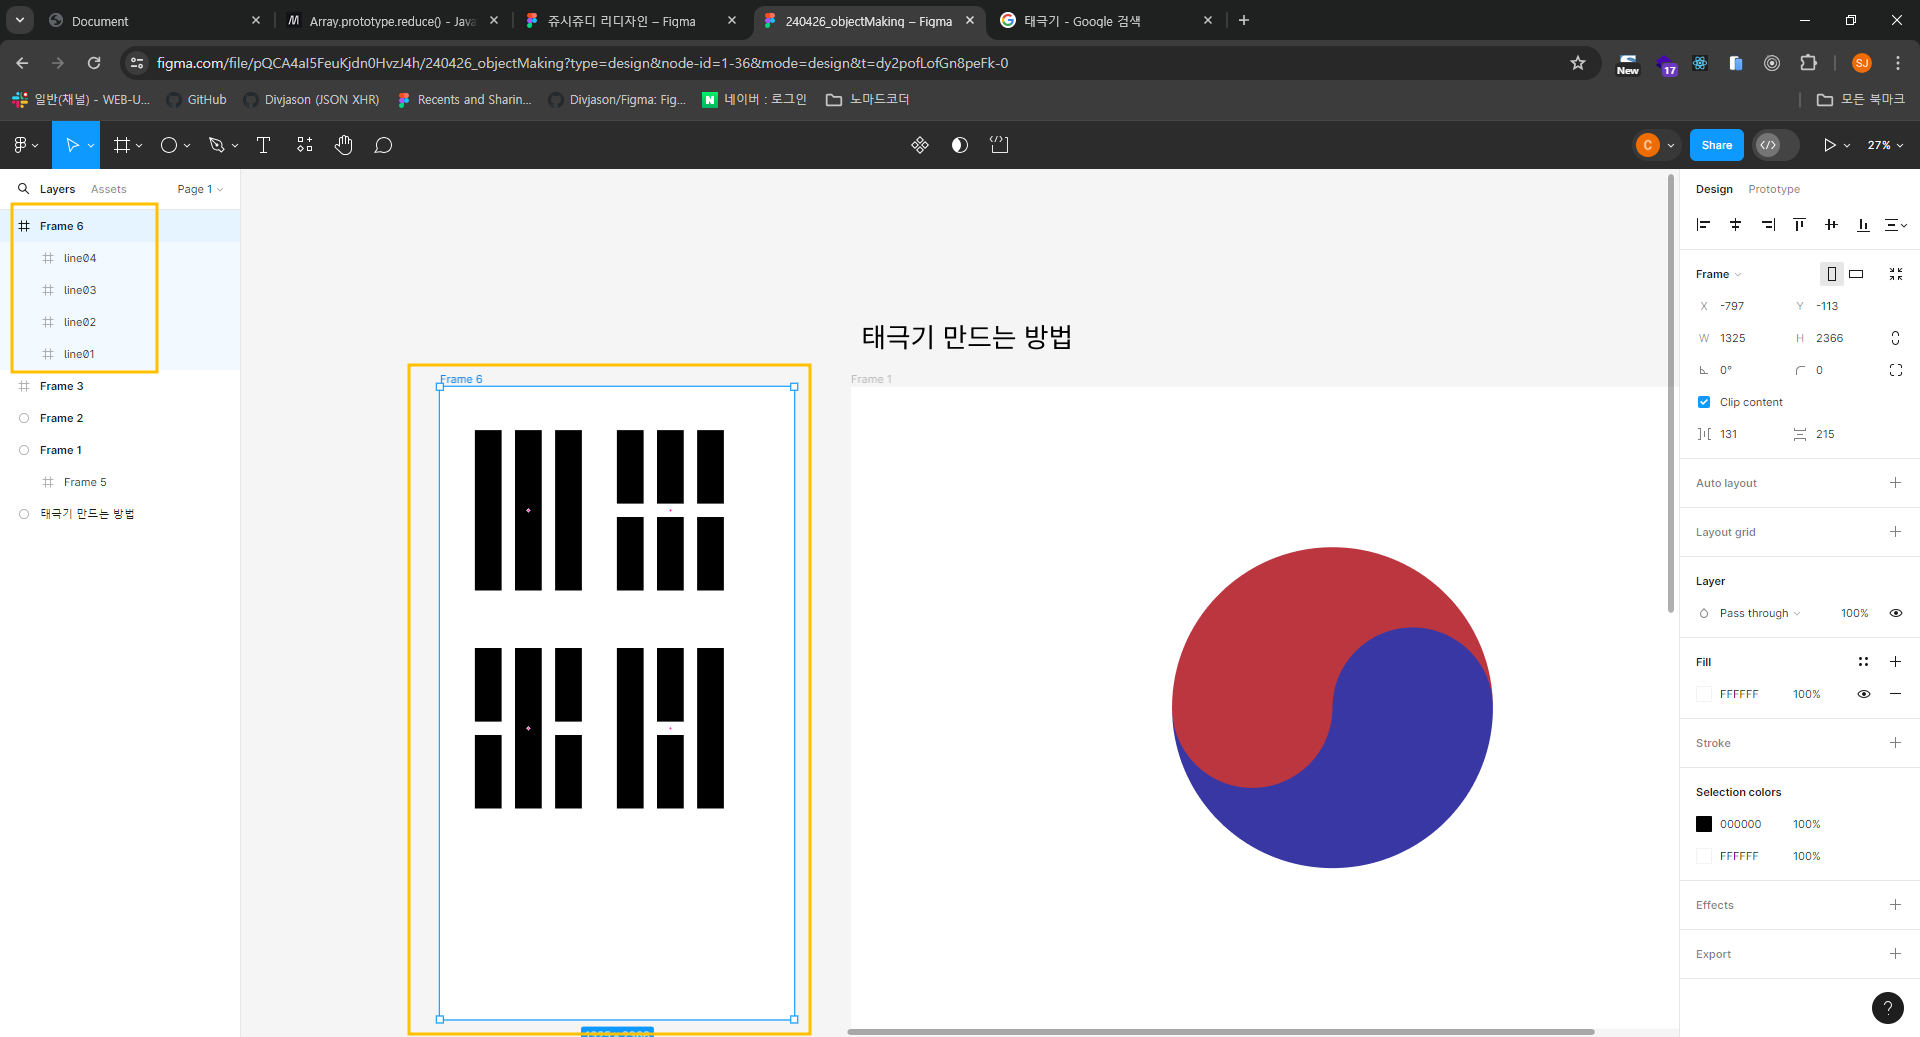 Document
Array.prototype.reduce() - Java
쥬시쥬디 리디자인 – Figma
240426_objectMaking – Figma
태극기 - Google 검색
figma.com/file/pQCA4aI5FeuKjdn0HvzJ4h/240426_objectMaking?type=design&node-id=1-36&mode=design&t=dy2pofLofGn8peFk-0
New
17
SJ
일반(채널) - WEB-U...
GitHub
Divjason (JSON XHR)
Recents and Sharin...
Divjason/Figma: Fig...
N 네이버 : 로그인
노마드코더
모든 북마크
C
Share
27%
Layers
Assets
Page 1
Frame 6
line04
line03
line02
line01
Frame 3
Frame 2
Frame 1
Frame 5
태극기 만드는 방법
태극기 만드는 방법
Frame 6
Frame 1
Design
Prototype
Frame
X -797
Y -113
W 1325
H 2366
0°
0
Clip content
131
215
Auto layout
Layout grid
Layer
Pass through
100%
Fill
FFFFFF
100%
Stroke
Selection colors
000000
100%
FFFFFF
100%
Effects
Export
?